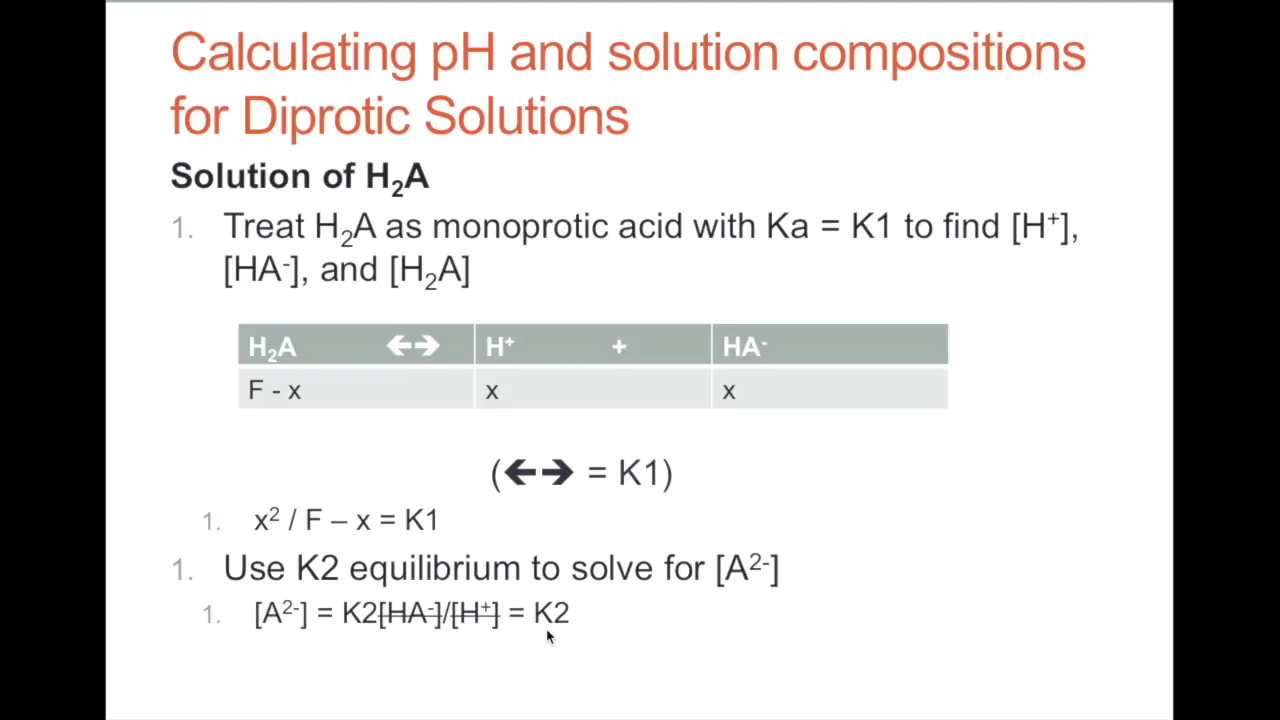 Calculating pH and solution compositions
for Diprotic Solutions
Solution of H₂A
1. Treat H₂A as monoprotic acid with Ka = K1 to find [H⁺],
[HA⁻], and [H₂A]
H₂A 🡨🡪 H⁺ + HA⁻
F - x x x
(🡨🡪 = K1)
1. x² / F – x = K1
1. Use K2 equilibrium to solve for [A²⁻]
1. [A²⁻] = K2[HA⁻]/[H⁺] = K2